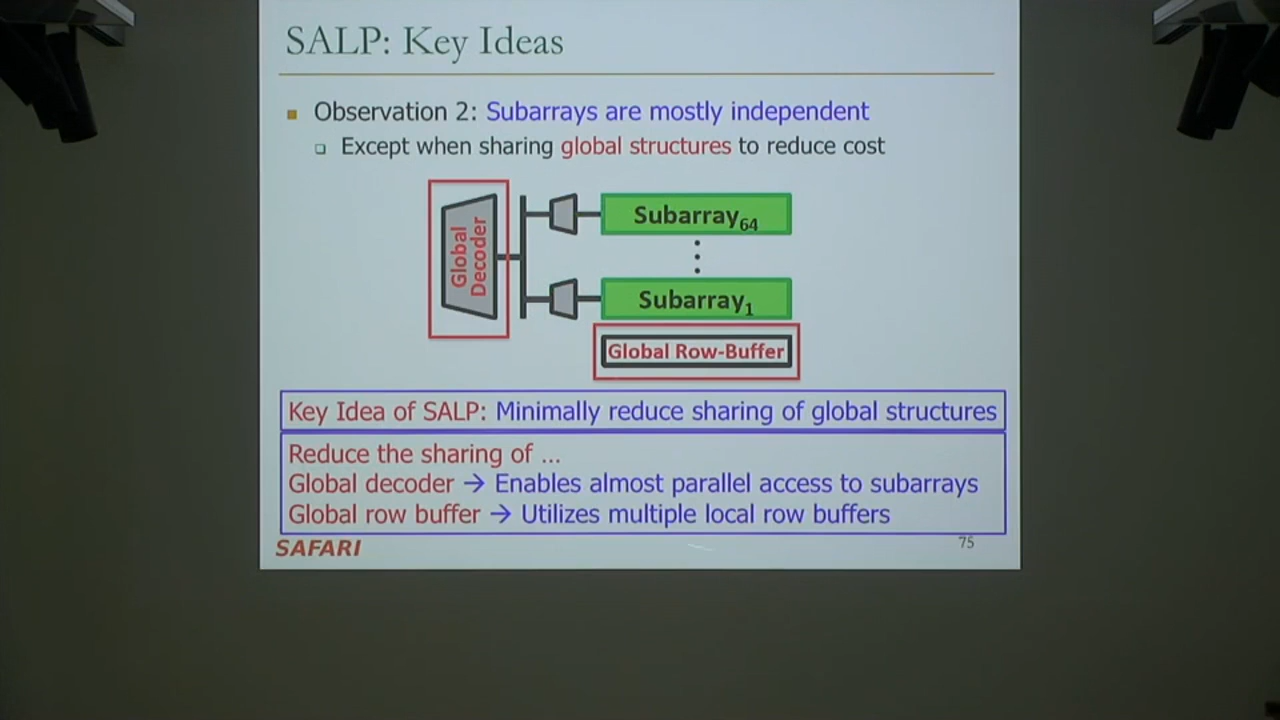 SALP: Key Ideas
Observation 2: Subarrays are mostly independent
Except when sharing global structures to reduce cost
Global Decoder
Subarray64
Subarray1
Global Row-Buffer
Key Idea of SALP: Minimally reduce sharing of global structures
Reduce the sharing of ...
Global decoder → Enables almost parallel access to subarrays
Global row buffer → Utilizes multiple local row buffers
SAFARI
75